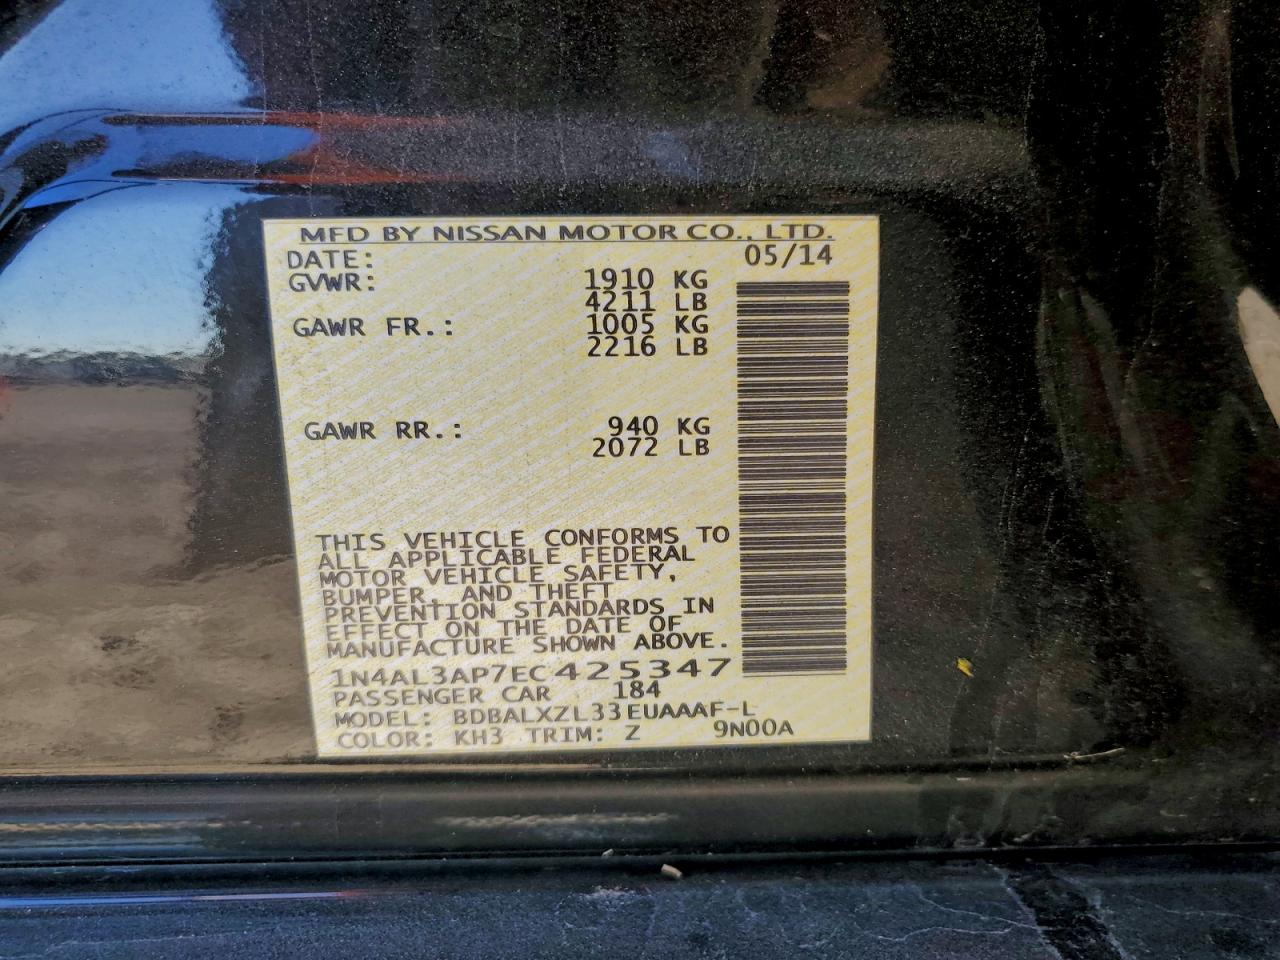 MFD BY NISSAN MOTOR CO., LTD.
DATE: 05/14
GVWR: 1910 KG
4211 LB
GAWR FR.: 1005 KG
2216 LB
GAWR RR.: 940 KG
2072 LB
THIS VEHICLE CONFORMS TO
ALL APPLICABLE FEDERAL
MOTOR VEHICLE SAFETY,
BUMPER, AND THEFT
PREVENTION STANDARDS IN
EFFECT ON THE DATE OF
MANUFACTURE SHOWN ABOVE.
1N4AL3AP7EC425347
PASSENGER CAR 184
MODEL: BDBALXZL33EUAAAF-L
COLOR: KH3 TRIM: Z 9N00A